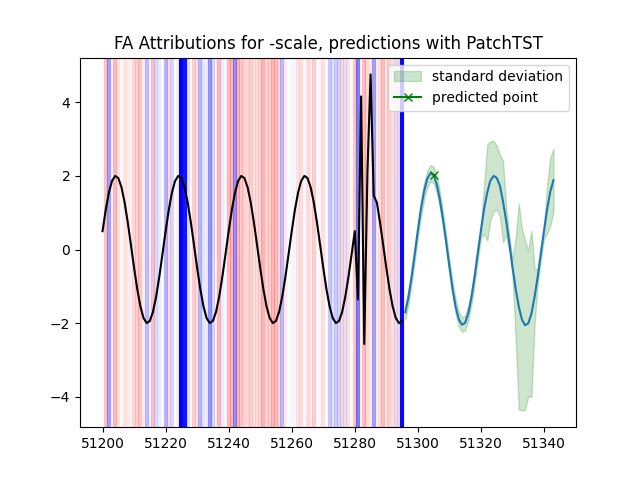 FA Attributions for -scale, predictions with PatchTST
standard deviation
predicted point
4
2
0
−2
−4
51200 51220 51240 51260 51280 51300 51320 51340